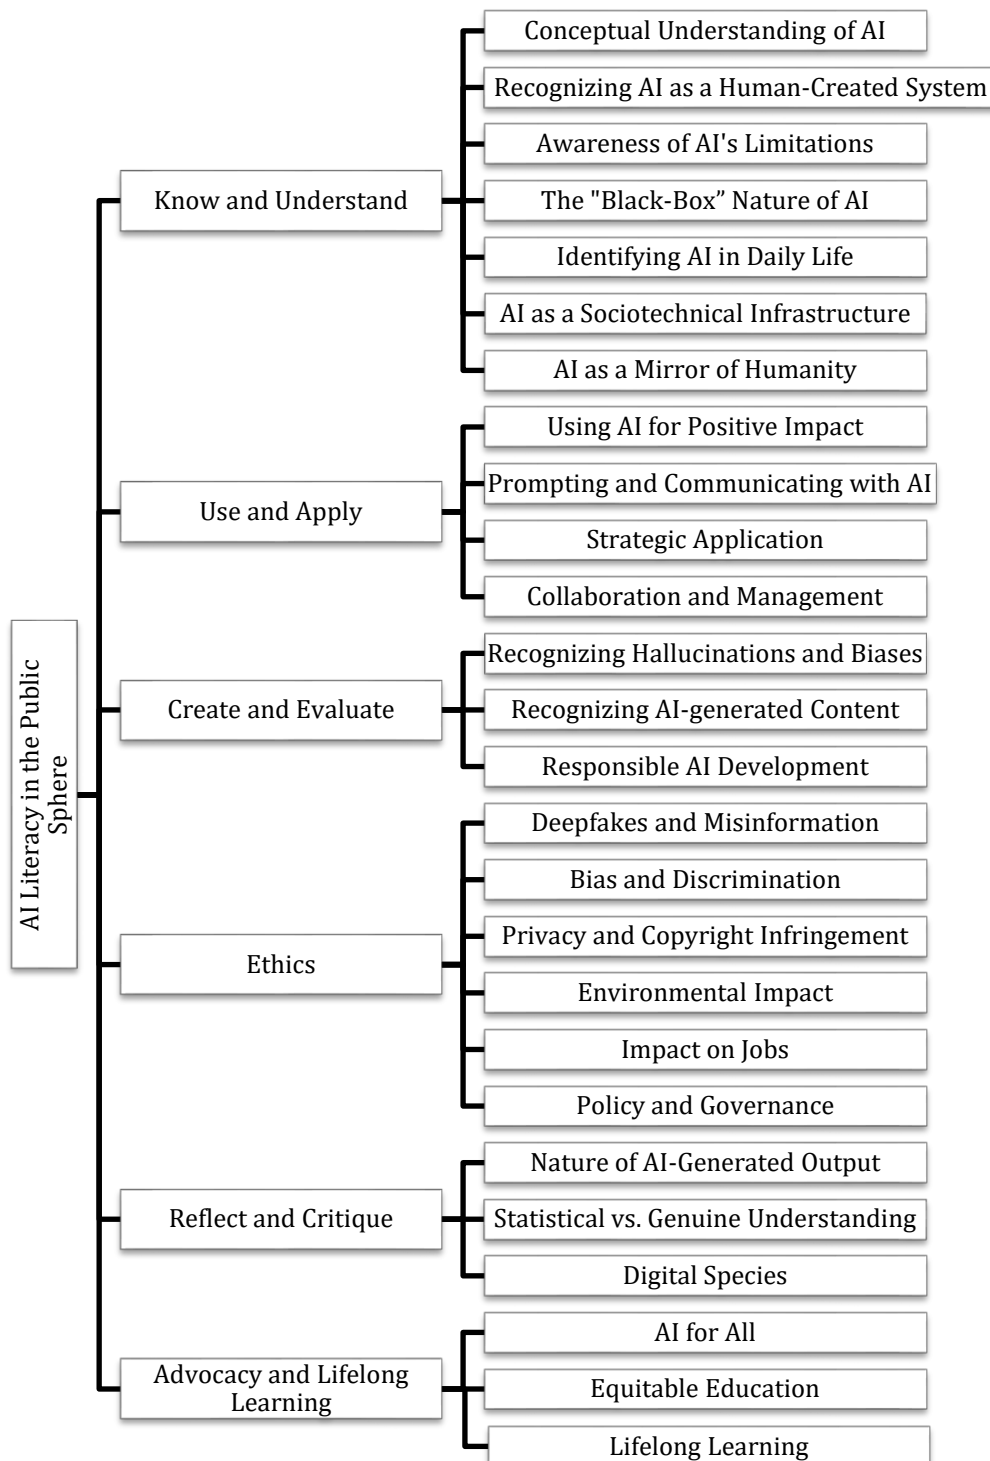 AI Literacy in the Public
Sphere
Know and Understand
Conceptual Understanding of AI
Recognizing AI as a Human-Created System
Awareness of AI's Limitations
The "Black-Box” Nature of AI
Identifying AI in Daily Life
AI as a Sociotechnical Infrastructure
AI as a Mirror of Humanity
Use and Apply
Using AI for Positive Impact
Prompting and Communicating with AI
Strategic Application
Collaboration and Management
Create and Evaluate
Recognizing Hallucinations and Biases
Recognizing AI-generated Content
Responsible AI Development
Ethics
Deepfakes and Misinformation
Bias and Discrimination
Privacy and Copyright Infringement
Environmental Impact
Impact on Jobs
Policy and Governance
Reflect and Critique
Nature of AI-Generated Output
Statistical vs. Genuine Understanding
Digital Species
Advocacy and Lifelong
Learning
AI for All
Equitable Education
Lifelong Learning